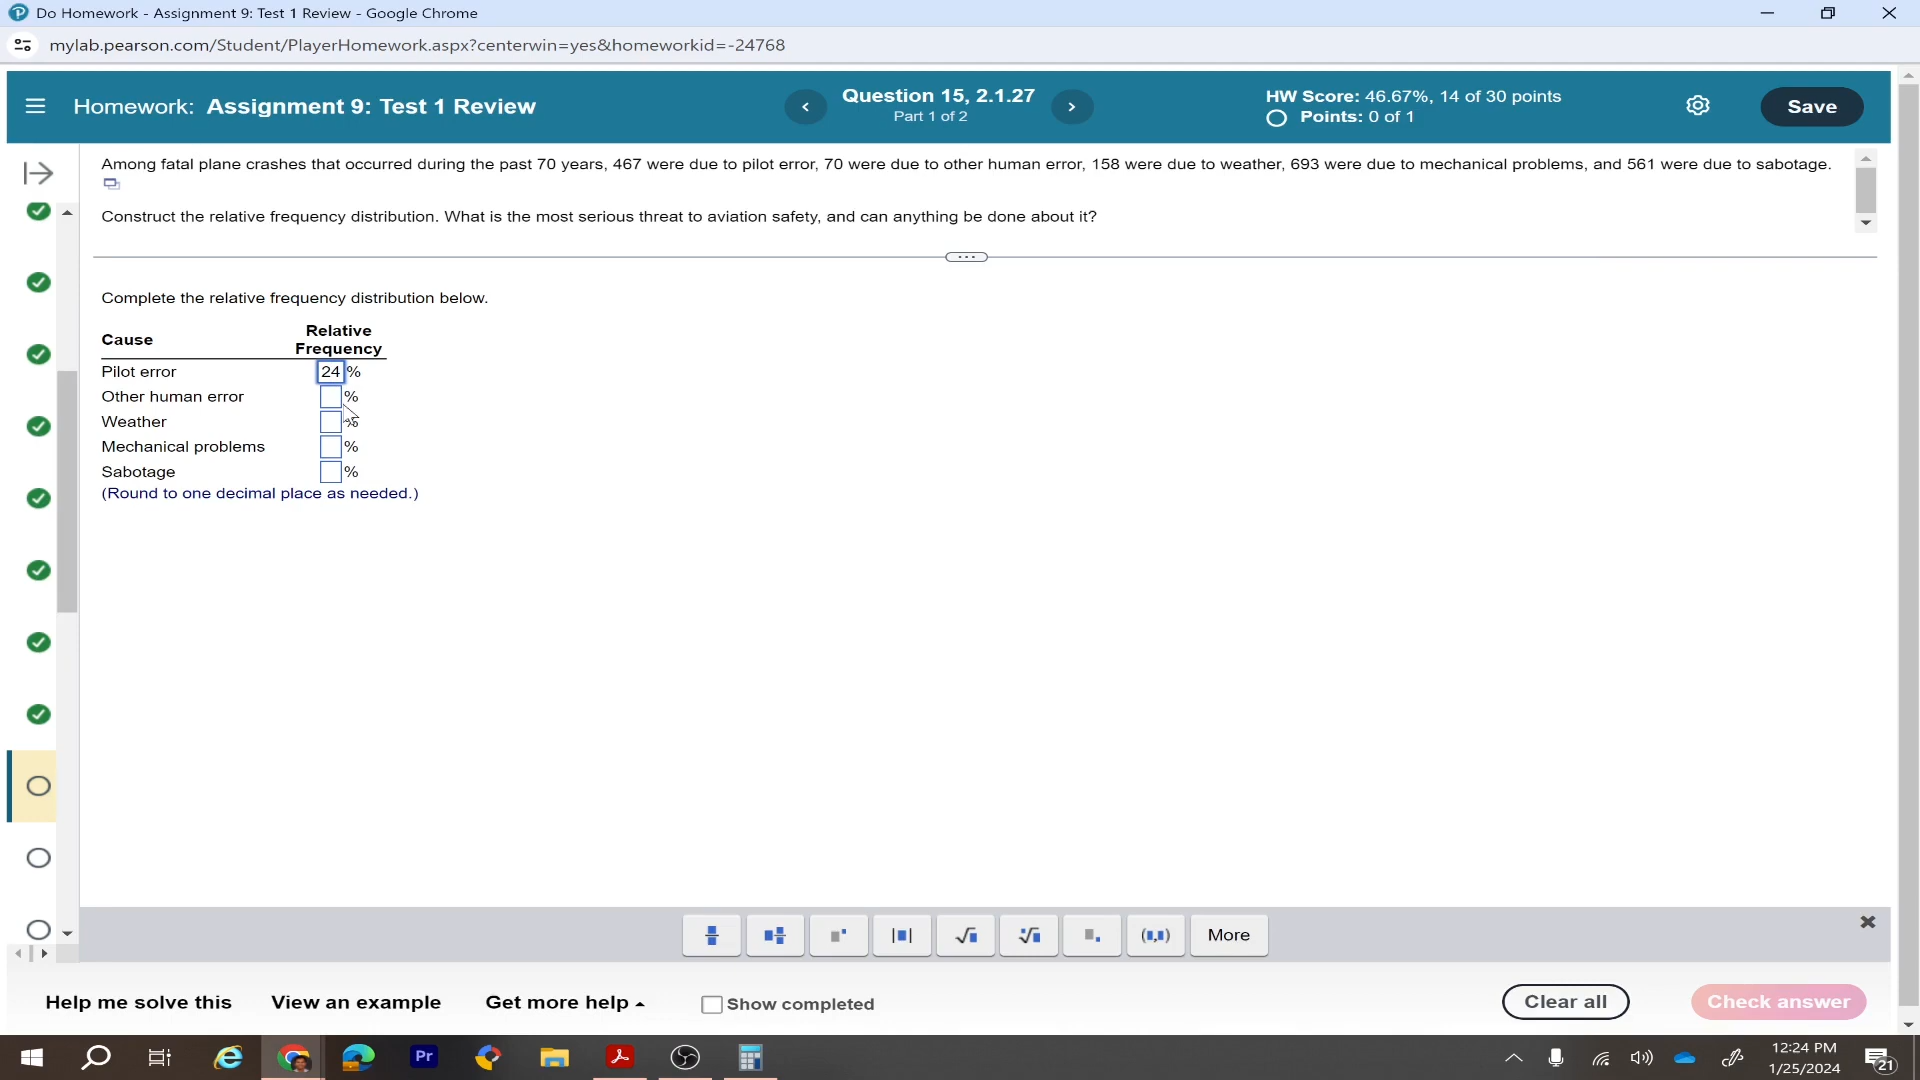 Do Homework - Assignment 9: Test 1 Review - Google Chrome
mylab.pearson.com/Student/PlayerHomework.aspx?centerwin=yes&homeworkid=-24768
Homework: Assignment 9: Test 1 Review
Question 15, 2.1.27
Part 1 of 2
HW Score: 46.67%, 14 of 30 points
Points: 0 of 1
Save
Among fatal plane crashes that occurred during the past 70 years, 467 were due to pilot error, 70 were due to other human error, 158 were due to weather, 693 were due to mechanical problems, and 561 were due to sabotage.
Construct the relative frequency distribution. What is the most serious threat to aviation safety, and can anything be done about it?
Complete the relative frequency distribution below.
Cause Relative Frequency
Pilot error 24 %
Other human error %
Weather %
Mechanical problems %
Sabotage %
(Round to one decimal place as needed.)
More
Help me solve this View an example Get more help Show completed Clear all Check answer
Pr
12:24 PM
1/25/2024
21